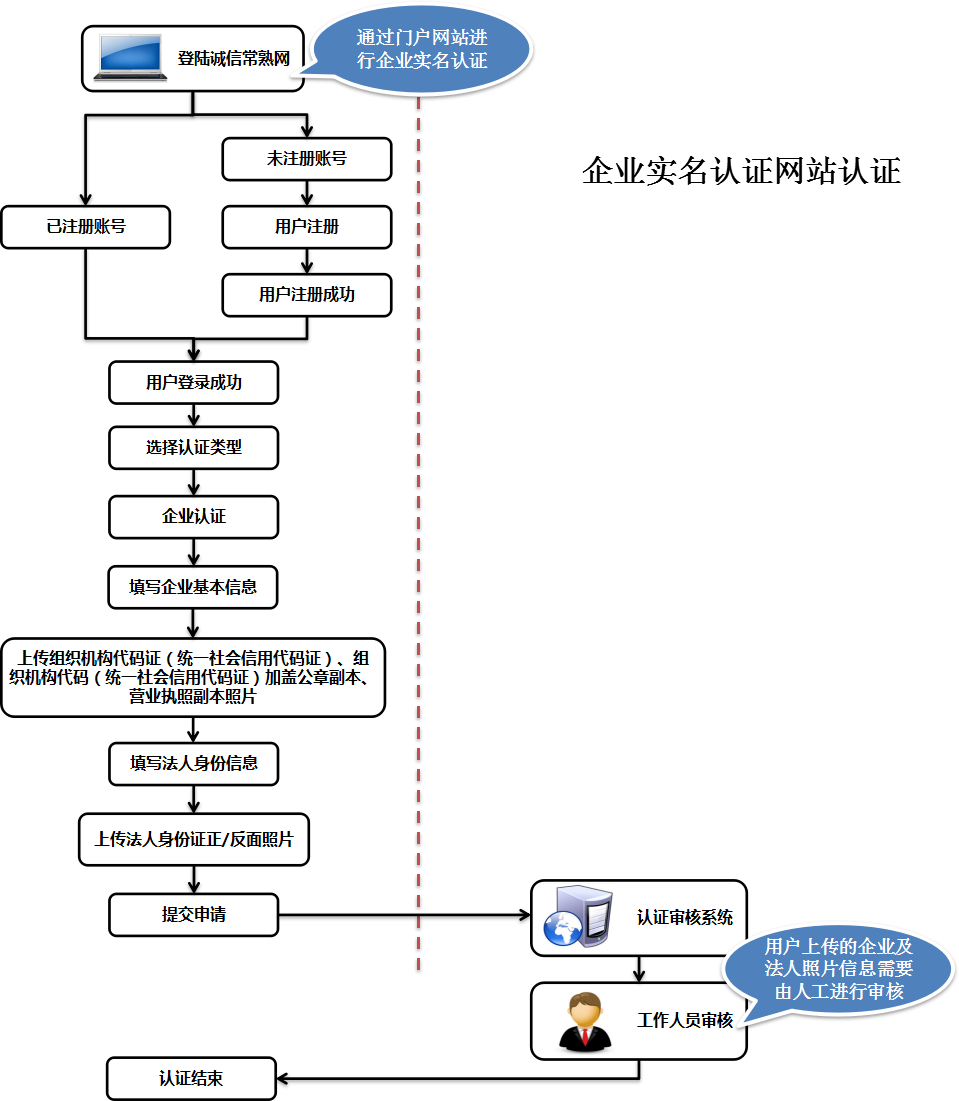 登陆诚信常熟网
通过门户网站进
行企业实名认证
企业实名认证网站认证
未注册账号
已注册账号
用户注册
用户注册成功
用户登录成功
选择认证类型
企业认证
填写企业基本信息
上传组织机构代码证（统一社会信用代码证）、组
织机构代码（统一社会信用代码证）加盖公章副本、
营业执照副本照片
填写法人身份信息
上传法人身份证正/反面照片
提交申请
认证审核系统
用户上传的企业及
法人照片信息需要
由人工进行审核
工作人员审核
认证结束